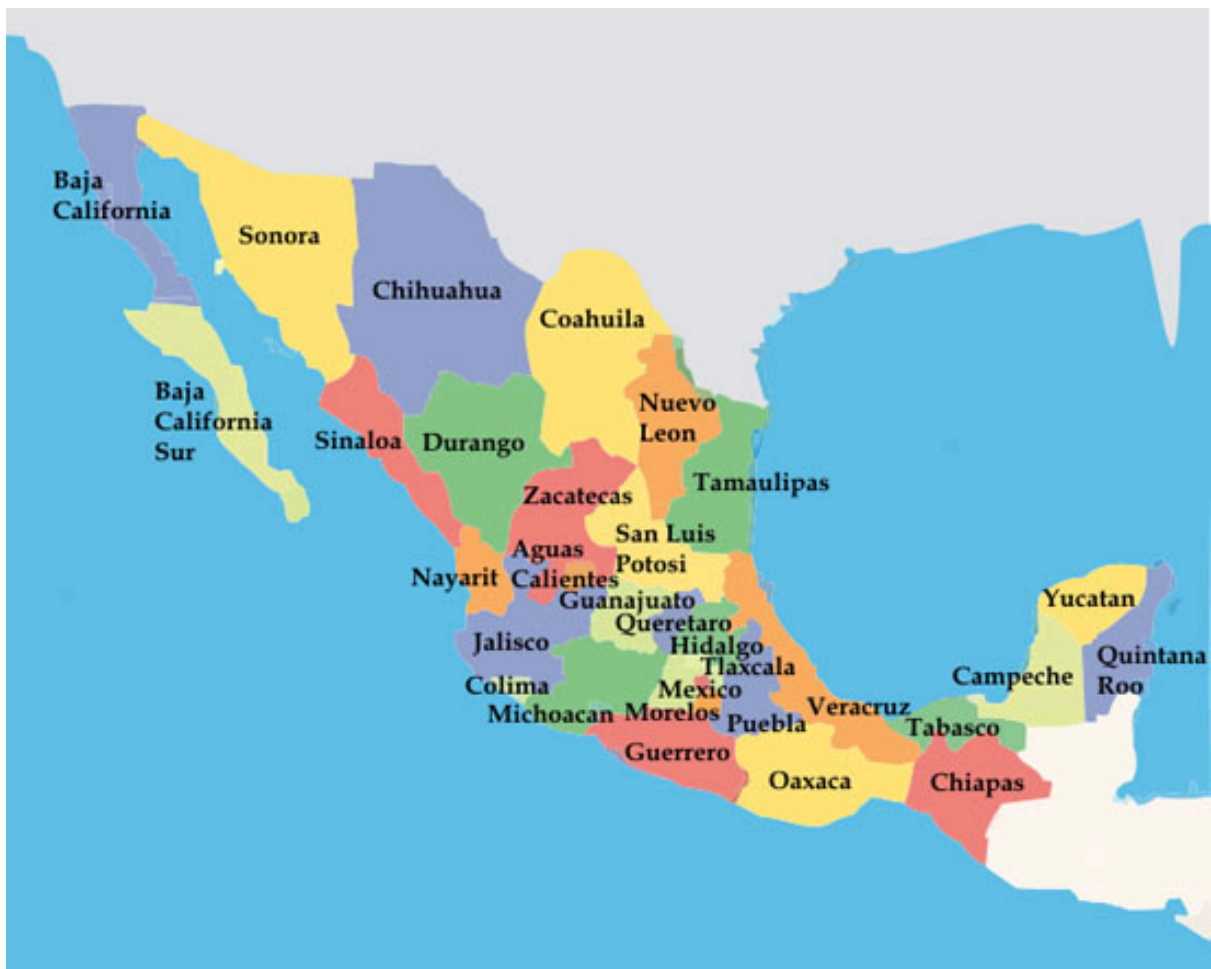 Baja
California
Sonora
Chihuahua
Coahuila
Baja
California
Sur
Nuevo
Leon
Sinaloa
Durango
Tamaulipas
Zacatecas
San Luis
Potosi
Aguas
Calientes
Nayarit
Guanajuato
Yucatan
Queretaro
Jalisco
Hidalgo
Tlaxcala
Quintana
Roo
Campeche
Colima
Mexico
Veracruz
Michoacan
Morelos
Puebla
Tabasco
Guerrero
Oaxaca
Chiapas